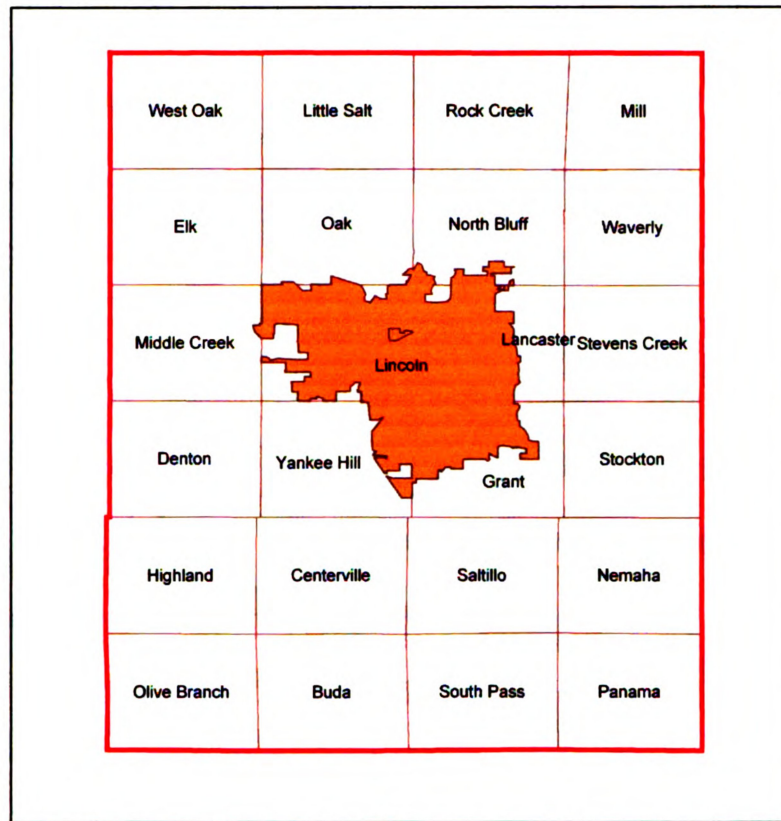 West Oak
Little Salt
Rock Creek
Mill
Elk
Oak
North Bluff
Waverly
Middle Creek
Lincoln
Lancaster
Stevens Creek
Denton
Yankee Hill
Grant
Stockton
Highland
Centerville
Saltillo
Nemaha
Olive Branch
Buda
South Pass
Panama